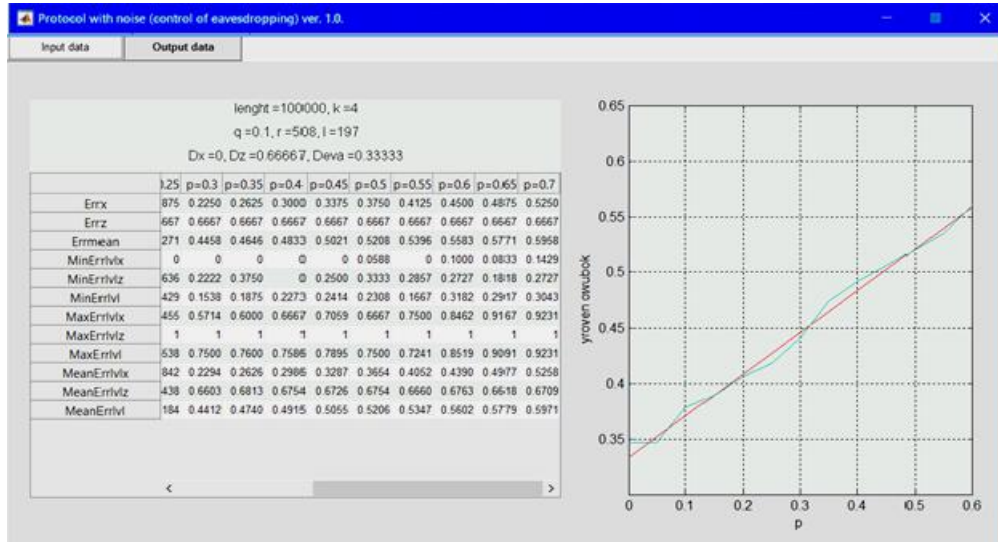 Protocol with noise (control of eavesdropping) ver. 1.0.
Input data Output data
lenght =100000, k =4
q =0.1, r =508, l =197
Dx =0, Dz =0.66667, Deva =0.33333
.25 p=0.3 p=0.35 p=0.4 p=0.45 p=0.5 p=0.55 p=0.6 p=0.65 p=0.7
Errx 875 0.2250 0.2625 0.3000 0.3375 0.3750 0.4125 0.4500 0.4875 0.5250
Errz 667 0.6667 0.6667 0.6667 0.6667 0.6667 0.6667 0.6667 0.6667 0.6667
Errmean 271 0.4458 0.4646 0.4833 0.5021 0.5208 0.5396 0.5583 0.5771 0.5958
MinErrlvlx 0 0 0 0 0 0.0588 0 0.1000 0.0833 0.1429
MinErrlvlz 636 0.2222 0.3750 0 0.2500 0.3333 0.2857 0.2727 0.1818 0.2727
MinErrlvl 429 0.1538 0.1875 0.2273 0.2414 0.2308 0.1667 0.3182 0.2917 0.3043
MaxErrlvlx 455 0.5714 0.6000 0.6667 0.7059 0.6667 0.7500 0.8462 0.9167 0.9231
MaxErrlvlz 1 1 1 1 1 1 1 1 1 1
MaxErrlvl 538 0.7500 0.7600 0.7586 0.7895 0.7500 0.7241 0.8519 0.9091 0.9231
MeanErrlvlx 842 0.2294 0.2626 0.2986 0.3287 0.3654 0.4052 0.4390 0.4977 0.5258
MeanErrlvlz 438 0.6603 0.6813 0.6754 0.6726 0.6754 0.6660 0.6763 0.6618 0.6709
MeanErrlvl 184 0.4412 0.4740 0.4915 0.5055 0.5206 0.5347 0.5602 0.5779 0.5971
0.65
0.6
0.55
0.5
0.45
0.4
0.35
yroven owubok
0 0.1 0.2 0.3 0.4 0.5 0.6
p